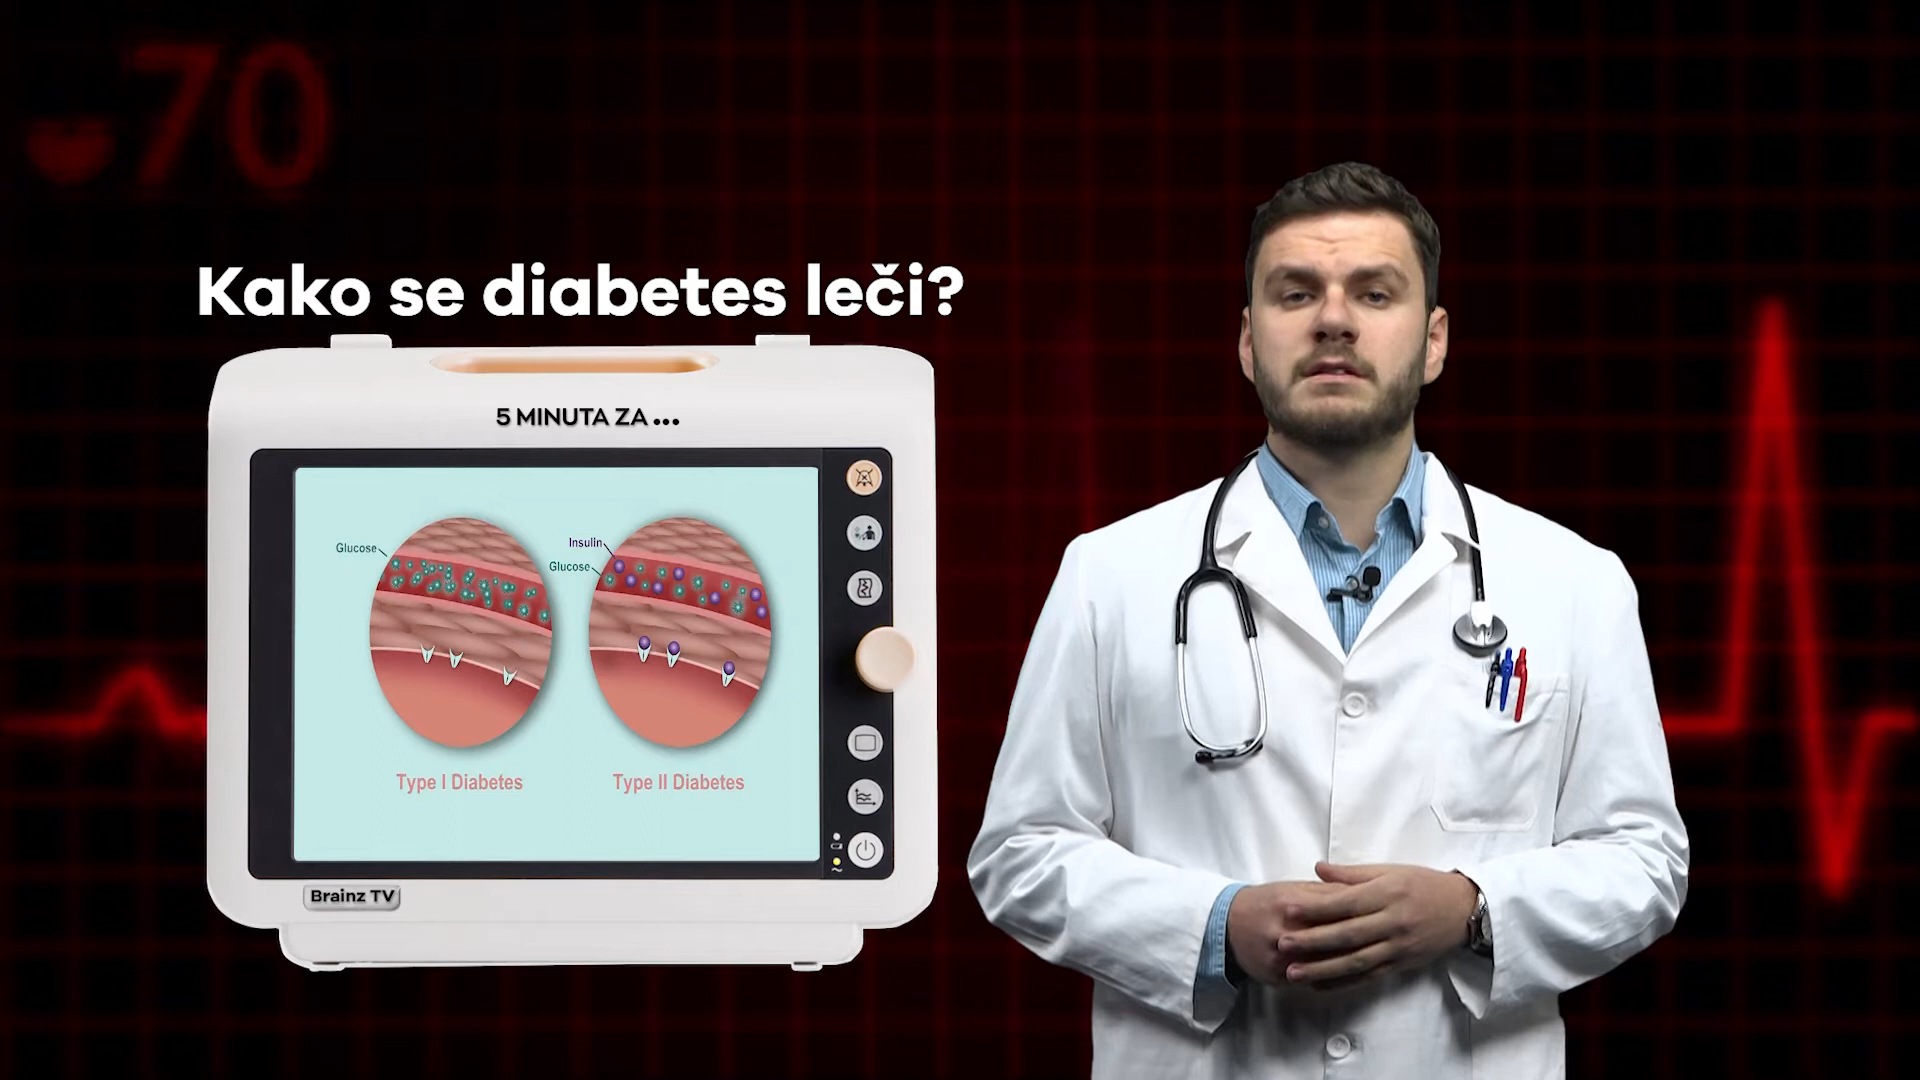 70
Kako se diabetes leči?
5 MINUTA ZA ...
Glucose
Insulin
Glucose
Type I Diabetes
Type II Diabetes
Brainz TV